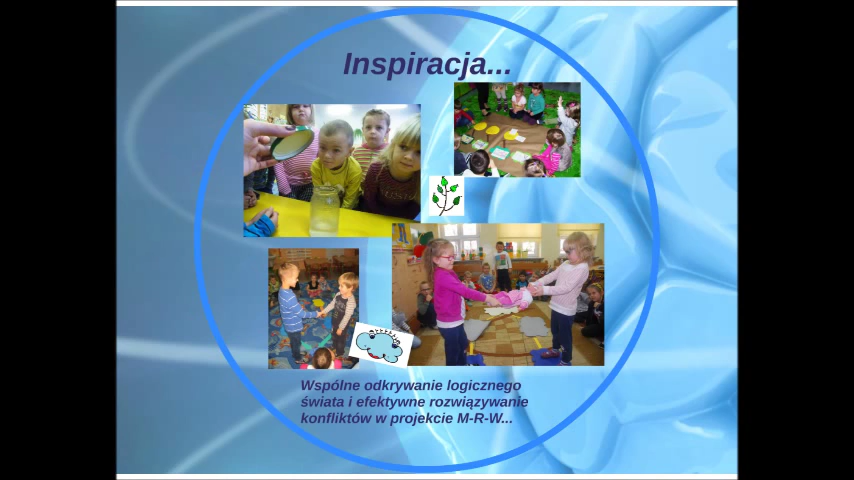 Inspiracja...
Wspólne odkrywanie logicznego
świata i efektywne rozwiązywanie
konfliktów w projekcie M-R-W...